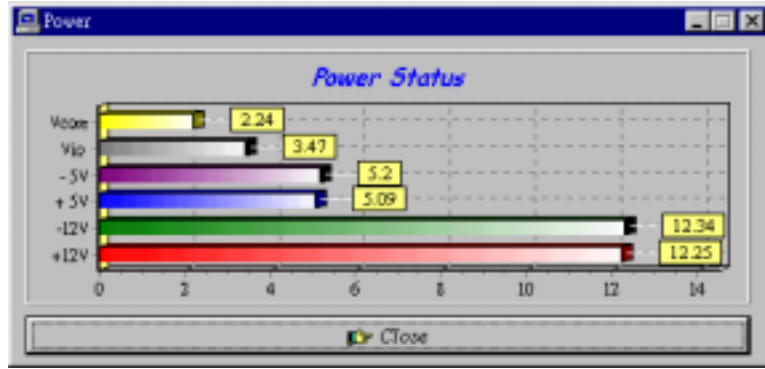 Power
Power Status
Vcore 2.24
Vio 3.47
- 5V 5.2
+ 5V 5.09
-12V 12.34
+12V 12.25
0 2 4 6 8 10 12 14
Close